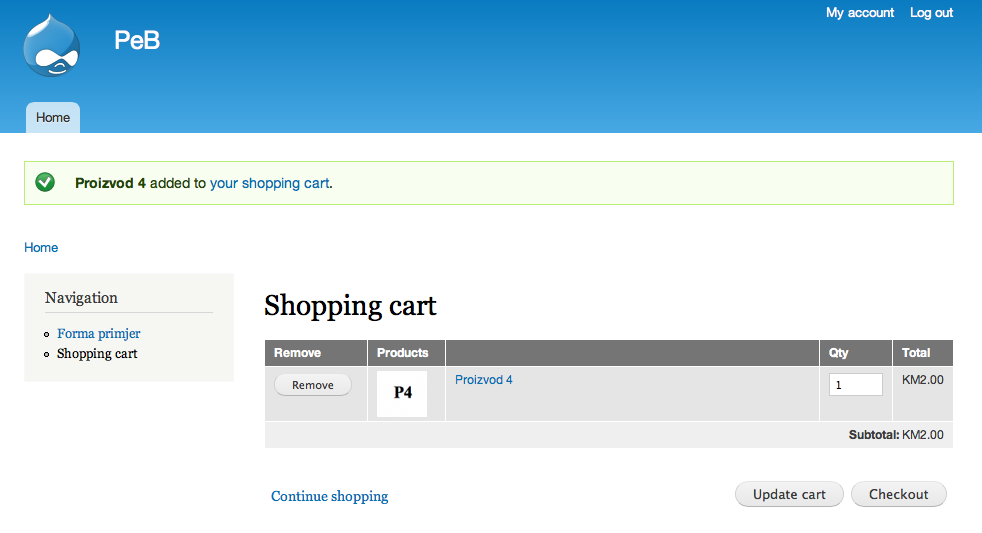 My account Log out
PeB
Home
Proizvod 4 added to your shopping cart.
Home
Navigation
Forma primjer
Shopping cart
Shopping cart
Remove Products Qty Total
Remove P4 Proizvod 4 1 KM2.00
Subtotal: KM2.00
Continue shopping Update cart Checkout